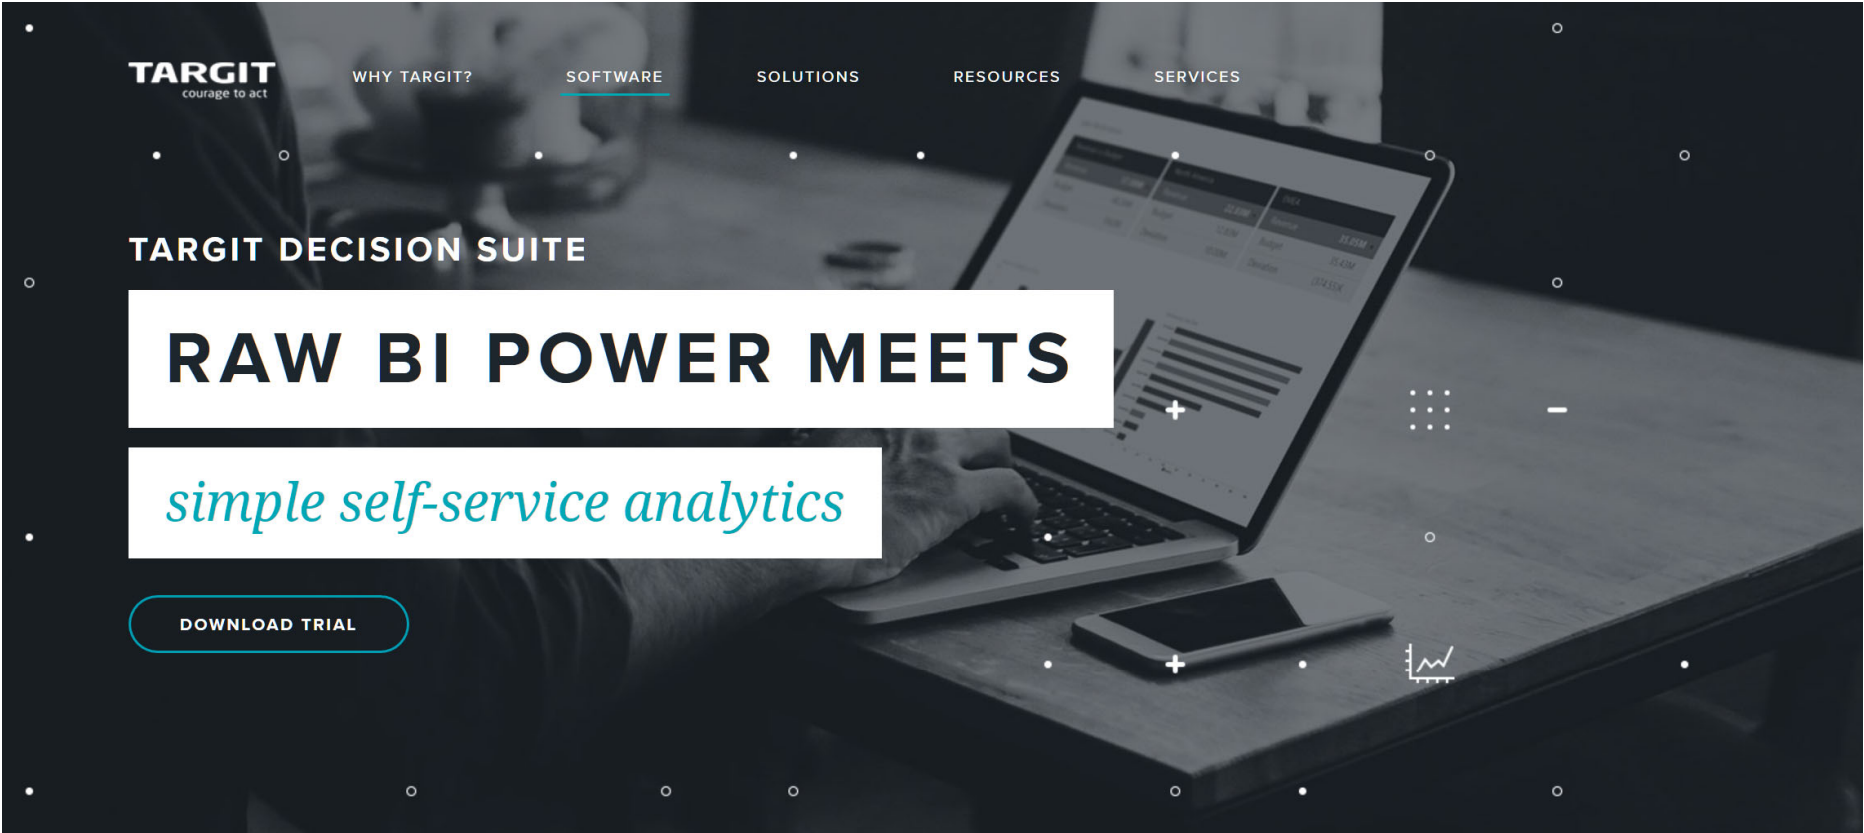 TARGIT
courage to act
WHY TARGIT?
SOFTWARE
SOLUTIONS
RESOURCES
SERVICES
TARGIT DECISION SUITE
RAW BI POWER MEETS
simple self-service analytics
DOWNLOAD TRIAL